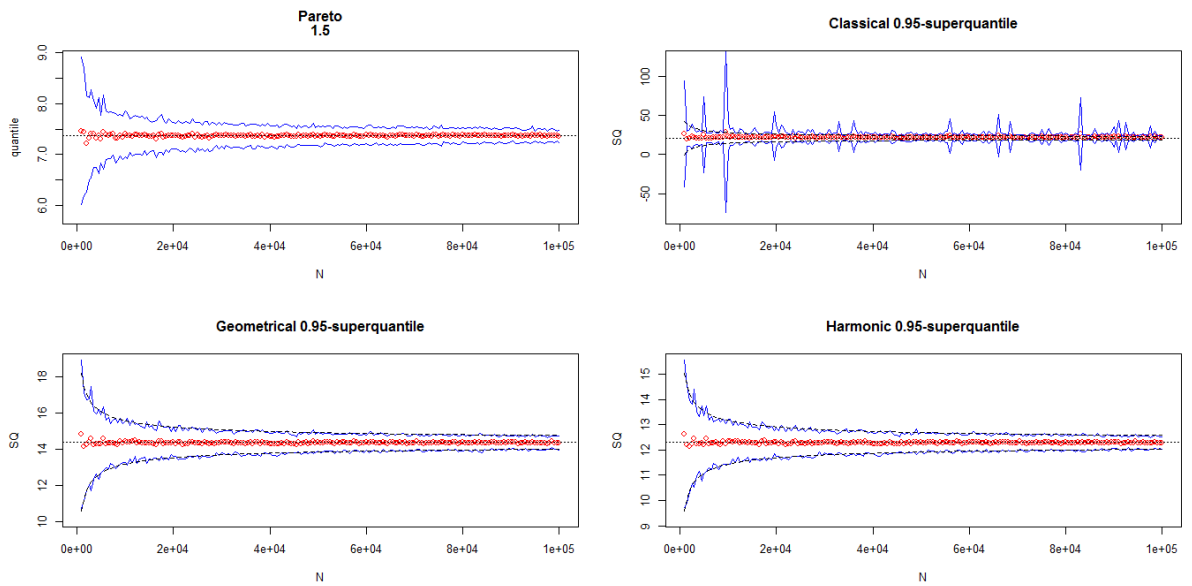 Pareto
1.5
quantile
6.0 7.0 8.0 9.0
0e+00 2e+04 4e+04 6e+04 8e+04 1e+05
N
Classical 0.95-superquantile
SQ
-50 0 50 100
0e+00 2e+04 4e+04 6e+04 8e+04 1e+05
N
Geometrical 0.95-superquantile
SQ
10 12 14 16 18
0e+00 2e+04 4e+04 6e+04 8e+04 1e+05
N
Harmonic 0.95-superquantile
SQ
9 10 11 12 13 14 15
0e+00 2e+04 4e+04 6e+04 8e+04 1e+05
N